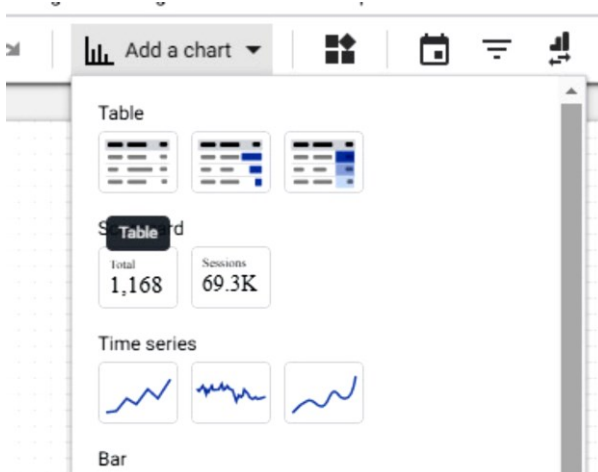 Add a chart
Table
Table
Total
1,168
Sessions
69.3K
Time series
Bar